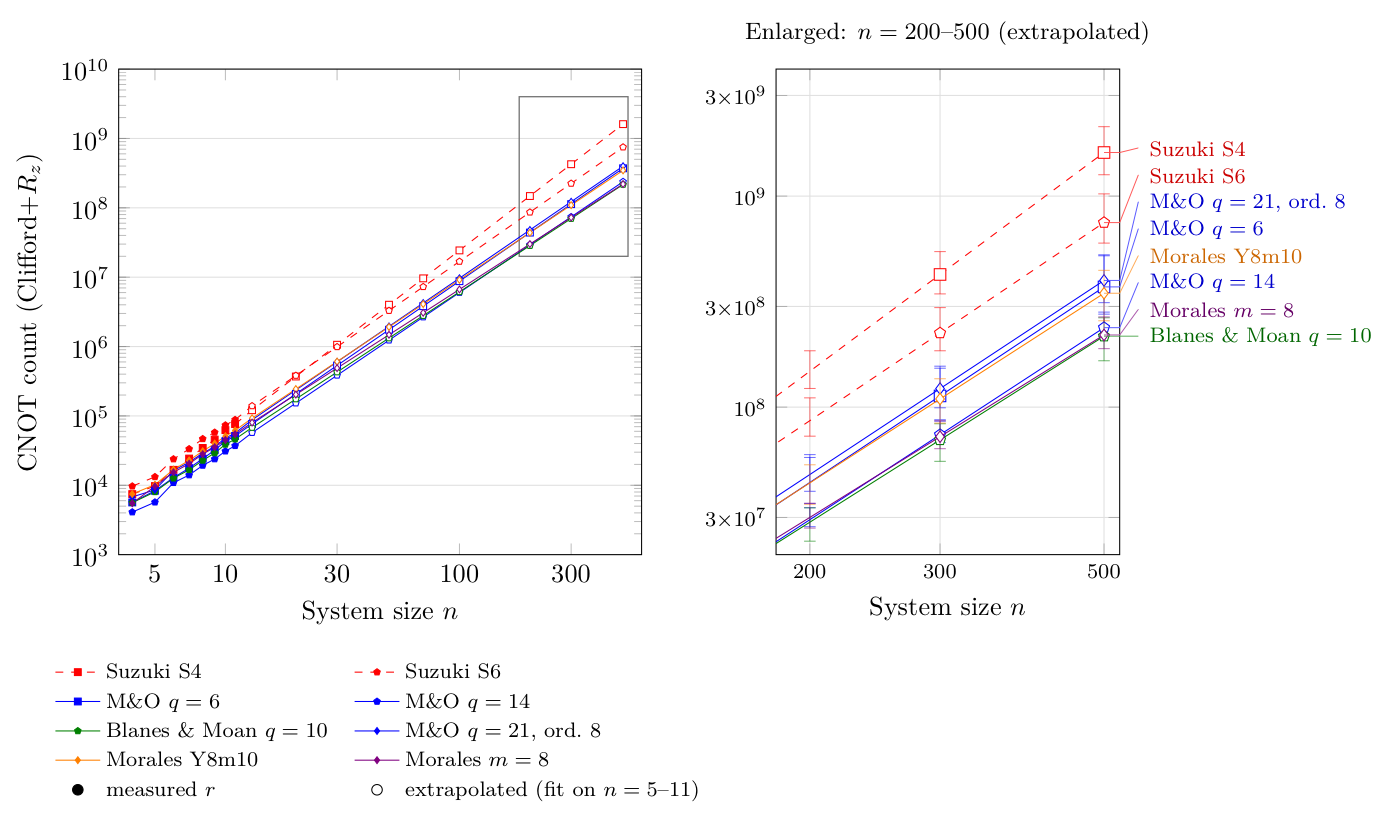 Enlarged: n = 200–500 (extrapolated)
10^10
10^9
10^8
10^7
10^6
10^5
10^4
10^3
CNOT count (Clifford+R_z)
5 10 30 100 300
System size n
3×10^9
10^9
3×10^8
10^8
3×10^7
200 300 500
System size n
Suzuki S4
Suzuki S6
M&O q = 21, ord. 8
M&O q = 6
Morales Y8m10
M&O q = 14
Morales m = 8
Blanes & Moan q = 10
Suzuki S4 Suzuki S6
M&O q = 6 M&O q = 14
Blanes & Moan q = 10 M&O q = 21, ord. 8
Morales Y8m10 Morales m = 8
measured r extrapolated (fit on n = 5–11)